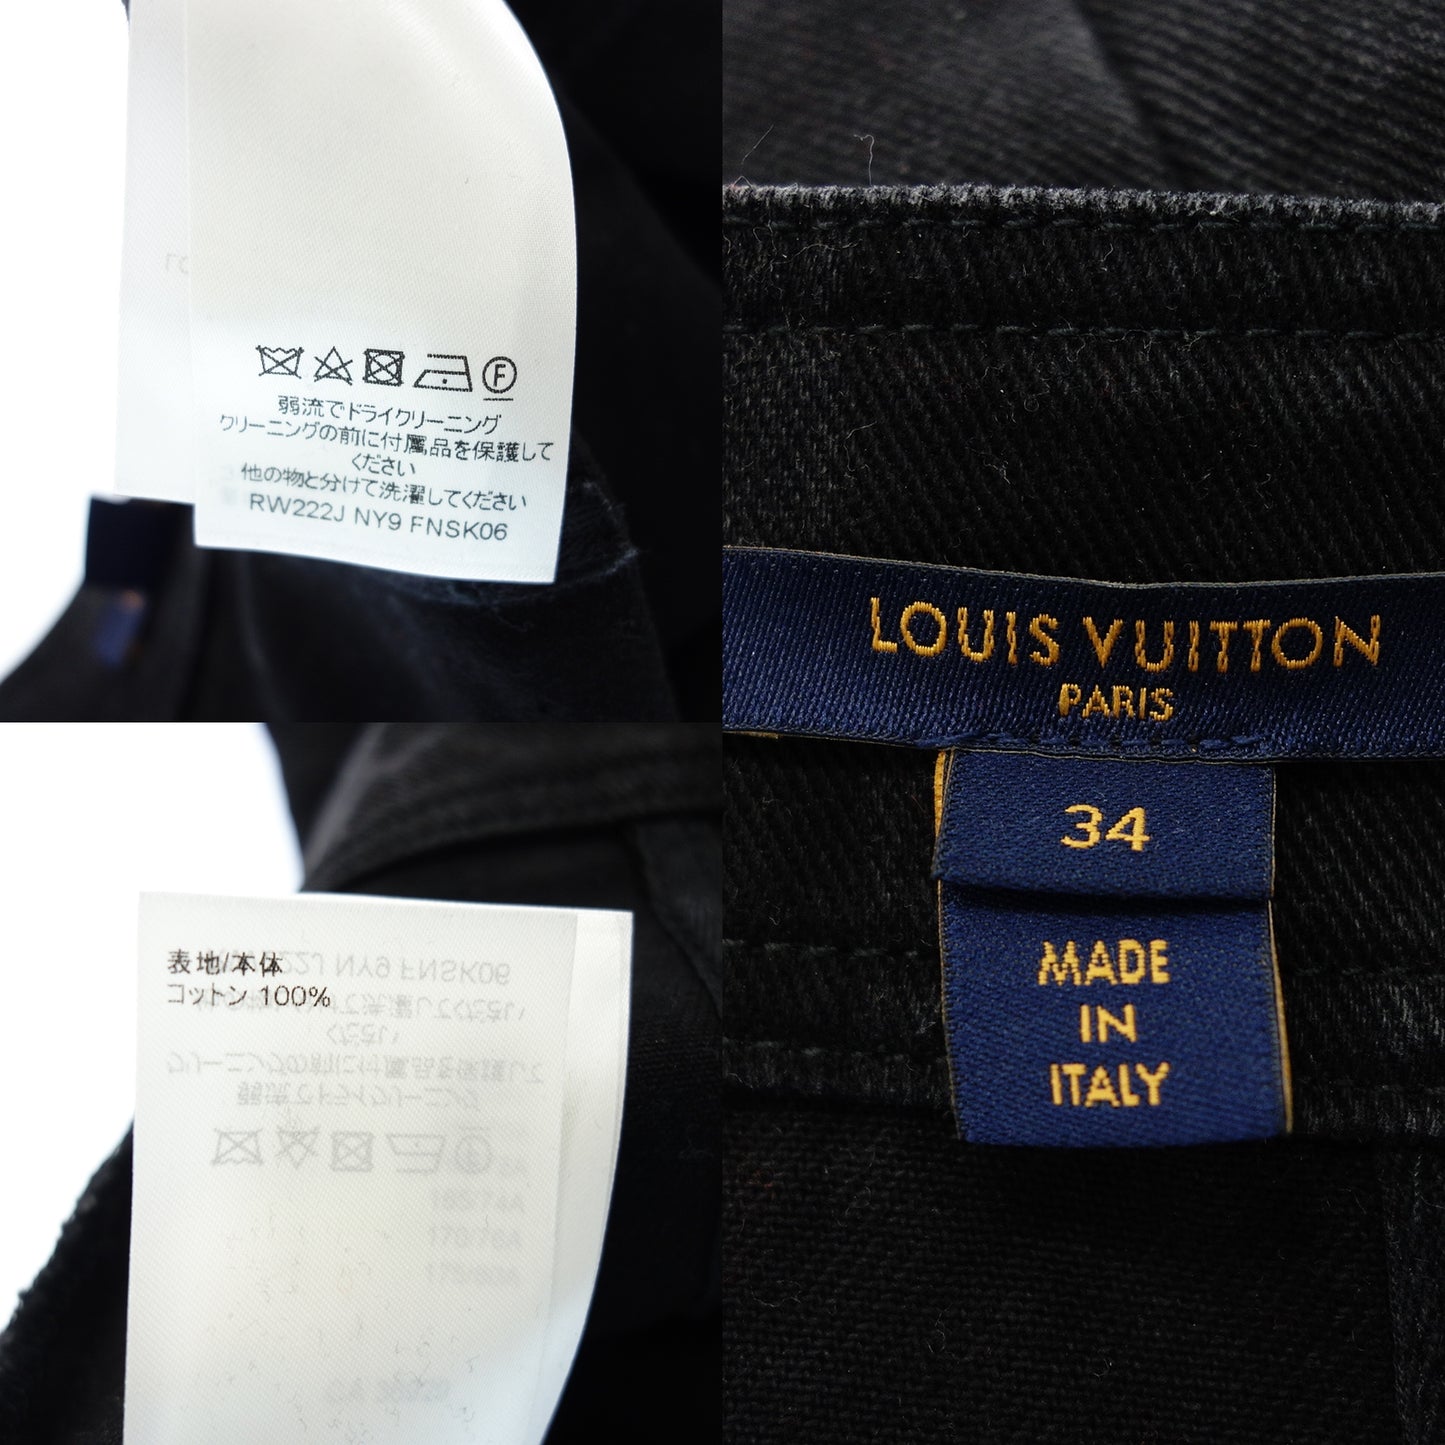 弱流でドライクリーニング
クリーニングの前に付属品を保護して
ください
他の物と分けて洗濯してください
RW222J NY9 FNSK06
LOUIS VUITTON
PARIS
34
MADE
IN
ITALY
表地/本体
コットン 100%